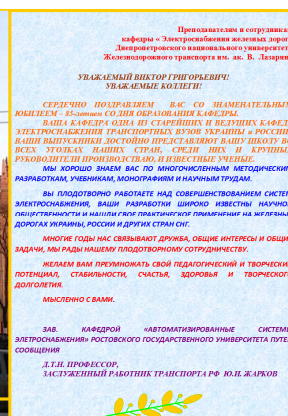 Преподавателям и сотрудника
кафедры « Электроснабжения железных дорог
Днепропетровского национального университет
Железнодорожного транспорта им. ак. В. Лазарян
УВАЖАЕМЫЙ ВИКТОР ГРИГОРЬЕВИЧ!
УВАЖАЕМЫЕ КОЛЛЕГИ!
СЕРДЕЧНО ПОЗДРАВЛЯЕМ ВАС СО ЗНАМЕНАТЕЛЬНЫМ
ЮБИЛЕЕМ – 85-летием СО ДНЯ ОБРАЗОВАНИЯ КАФЕДРЫ.
ВАША КАФЕДРА ОДНА ИЗ СТАРЕЙШИХ И ВЕДУЩИХ КАФЕДР
ЭЛЕКТРОСНАБЖЕНИЯ ТРАНСПОРТНЫХ ВУЗОВ УКРАИНЫ и РОССИИ.
ВАШИ ВЫПУСКНИКИ ДОСТОЙНО ПРЕДСТАВЛЯЮТ ВАШУ ШКОЛУ ВО
ВСЕХ УГОЛКАХ НАШИХ СТРАН, СРЕДИ НИХ И КРУПНЫЕ
РУКОВОДИТЕЛИ ПРОИЗВОДСТВАЮ, И ИЗВЕСТНЫЕ УЧЕНЫЕ.
МЫ ХОРОШО ЗНАЕМ ВАС ПО МНОГОЧИСЛЕННЫМ МЕТОДИЧЕСКИМ
РАЗРАБОТКАМ, УЧЕБНИКАМ, МОНОГРАФИЯМ И НАУЧНЫМ ТРУДАМ.
ВЫ ПЛОДОТВОРНО РАБОТАЕТЕ НАД СОВЕРШЕНСТВОВАНИЕМ СИСТЕМ
ЭЛЕКТРОСНАБЖЕНИЯ, ВАШИ РАЗРАБОТКИ ШИРОКО ИЗВЕСТНЫ НАУЧНОЙ
ОБЩЕСТВЕННОСТИ И НАШЛИ СВОЕ ПРАКТИЧЕСКОЕ ПРИМЕНЕНИЕ НА ЖЕЛЕЗНЫХ
ДОРОГАХ УКРАИНЫ, РОССИИ И ДРУГИХ СТРАН СНГ.
МНОГИЕ ГОДЫ НАС СВЯЗЫВАЮТ ДРУЖБА, ОБЩИЕ ИНТЕРЕСЫ И ОБЩИЕ
ЗАДАЧИ, МЫ РАДЫ НАШЕМУ ПЛОДОТВОРНОМУ СОТРУДНИЧЕСТВУ.
ЖЕЛАЕМ ВАМ ПРЕУМНОЖАТЬ СВОЙ ПЕДАГОГИЧЕСКИЙ И ТВОРЧЕСКИЙ
ПОТЕНЦИАЛ, СТАБИЛЬНОСТИ, СЧАСТЬЯ, ЗДОРОВЬЯ И ТВОРЧЕСКОГО
ДОЛГОЛЕТИЯ.
МЫСЛЕННО С ВАМИ.
ЗАВ. КАФЕДРОЙ «АВТОМАТИЗИРОВАННЫЕ СИСТЕМЫ
ЭЛЕТРОСНАБЖЕНИЯ» РОСТОВСКОГО ГОСУДАРСТВЕННОГО УНИВЕРСИТЕТА ПУТЕЙ
СООБЩЕНИЯ
Д.Т.Н. ПРОФЕССОР,
ЗАСЛУЖЕННЫЙ РАБОТНИК ТРАНСПОРТА РФ Ю.И. ЖАРКОВ